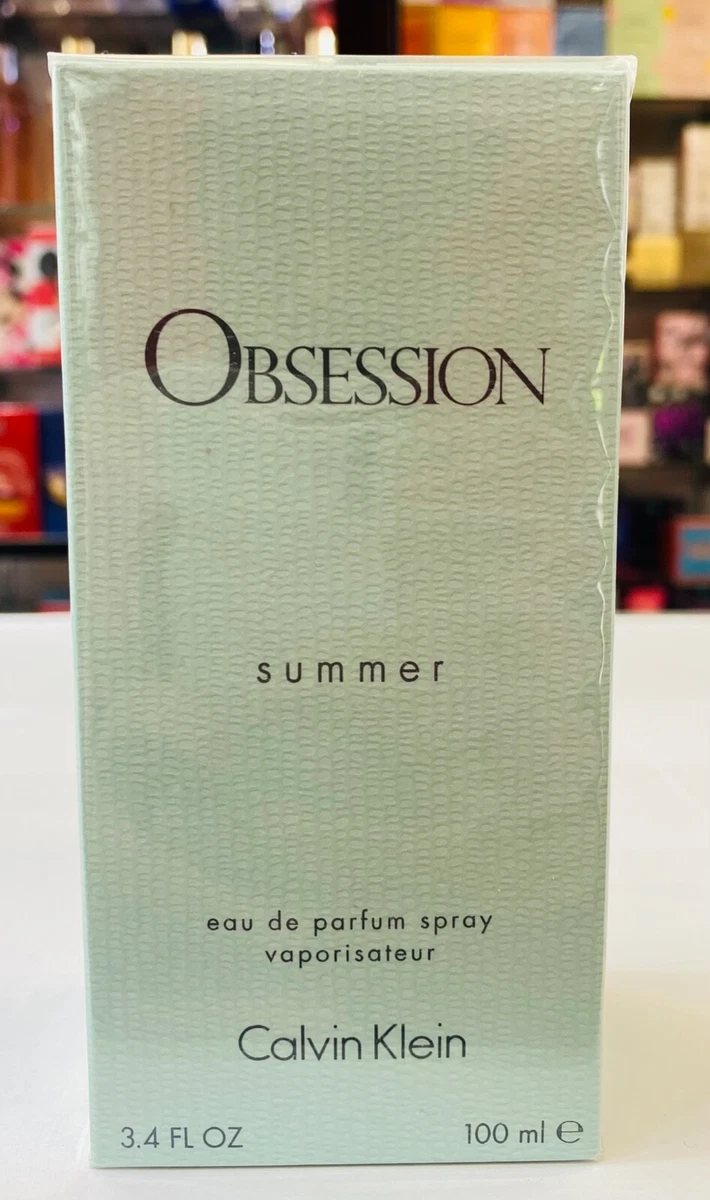 OBSESSION
summer
eau de parfum spray
vaporisateur
Calvin Klein
3.4 FL OZ 100 ml ℮